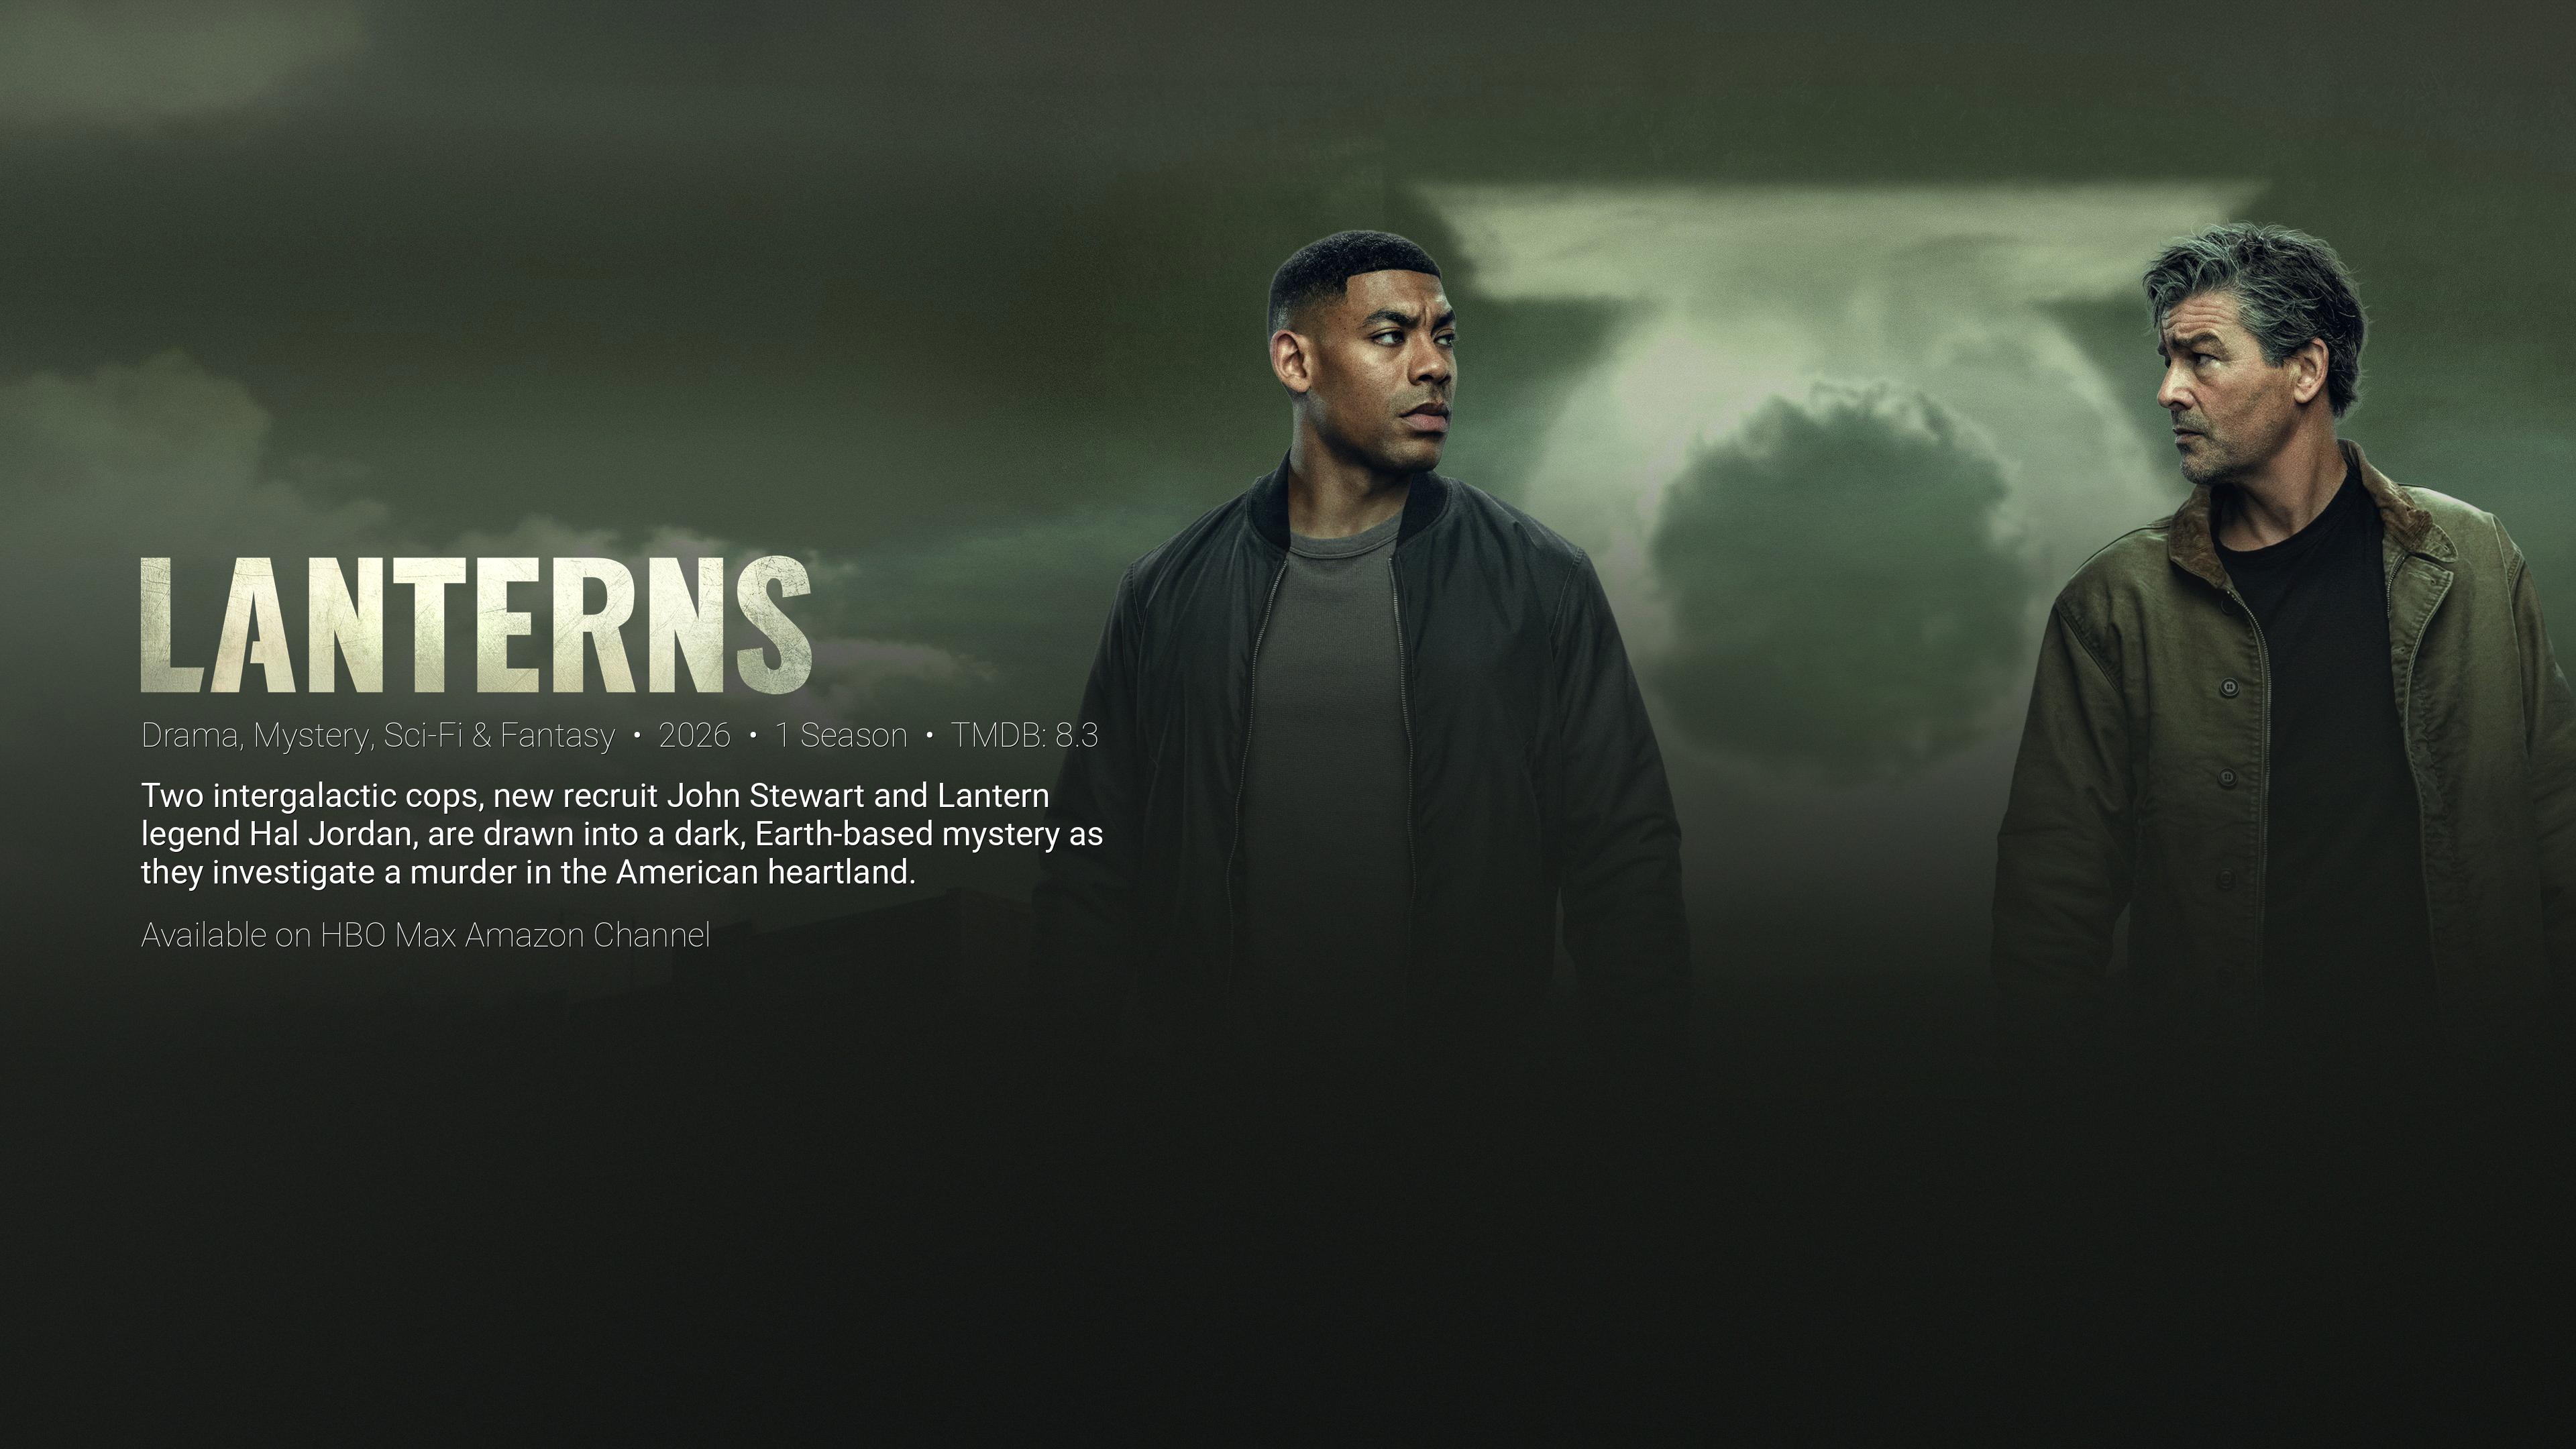 LANTERNS
Drama, Mystery, Sci-Fi & Fantasy • 2026 • 1 Season • TMDB: 8.3
Two intergalactic cops, new recruit John Stewart and Lantern
legend Hal Jordan, are drawn into a dark, Earth-based mystery as
they investigate a murder in the American heartland.
Available on HBO Max Amazon Channel